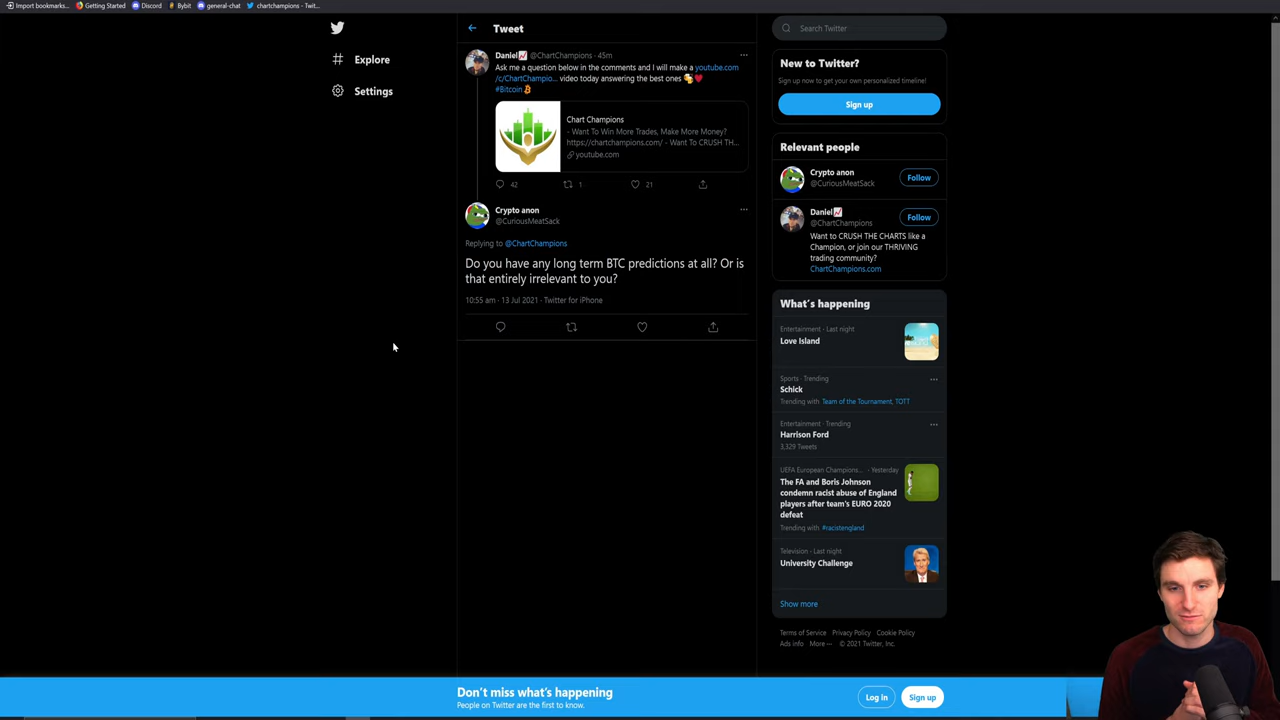 Import bookmarks...
Getting Started
Discord
Bybit
general-chat
chartchampions - Twit...
Explore
Settings
Tweet
Daniel @ChartChampions · 45m
Ask me a question below in the comments and I will make a youtube.com
/c/ChartChampio... video today answering the best ones
#Bitcoin
Chart Champions
- Want To Win More Trades, Make More Money?
https://chartchampions.com/ - Want To CRUSH TH...
youtube.com
42
1
21
Crypto anon
@CuriousMeatSack
Replying to @ChartChampions
Do you have any long term BTC predictions at all? Or is
that entirely irrelevant to you?
10:55 am · 13 Jul 2021 · Twitter for iPhone
Search Twitter
New to Twitter?
Sign up now to get your own personalized timeline!
Sign up
Relevant people
Crypto anon
@CuriousMeatSack
Follow
Daniel
@ChartChampions
Follow
Want to CRUSH THE CHARTS like a
Champion, or join our THRIVING
trading community?
ChartChampions.com
What's happening
Entertainment · Last night
Love Island
Sports · Trending
Schick
Trending with Team of the Tournament, TOTT
Entertainment · Trending
Harrison Ford
3,329 Tweets
UEFA European Champions... · Yesterday
The FA and Boris Johnson
condemn racist abuse of England
players after team's EURO 2020
defeat
Trending with #racistengland
Television · Last night
University Challenge
Show more
Terms of Service Privacy Policy Cookie Policy
Ads info More ··· © 2021 Twitter, Inc.
Don't miss what's happening
People on Twitter are the first to know.
Log in
Sign up